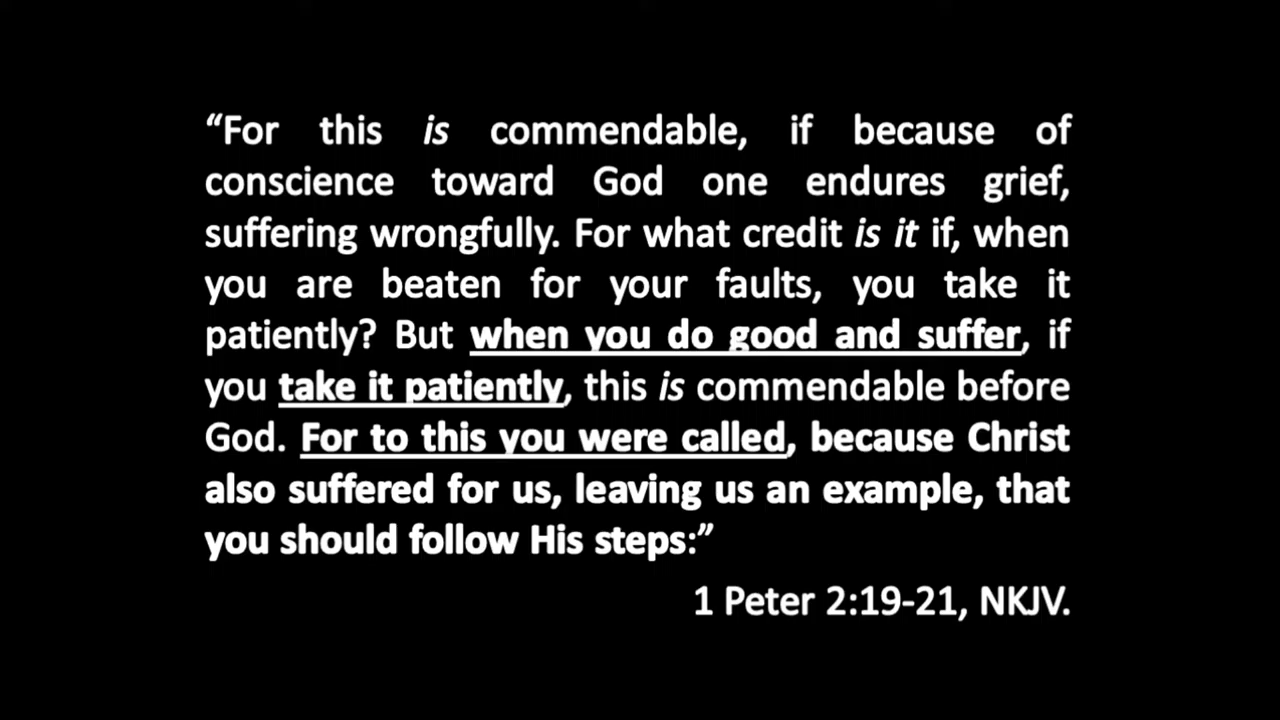 “For this is commendable, if because of
conscience toward God one endures grief,
suffering wrongfully. For what credit is it if, when
you are beaten for your faults, you take it
patiently? But when you do good and suffer, if
you take it patiently, this is commendable before
God. For to this you were called, because Christ
also suffered for us, leaving us an example, that
you should follow His steps:”
1 Peter 2:19-21, NKJV.